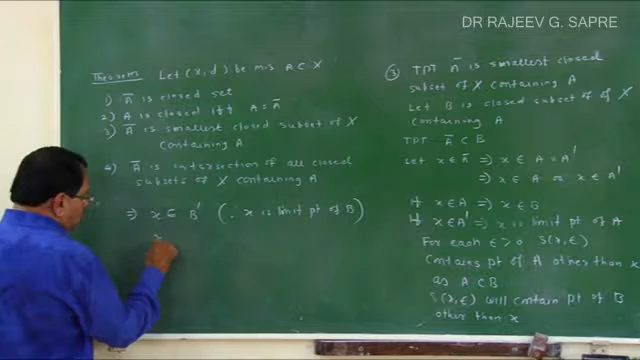 DR RAJEEV G. SAPRE
Theorem Let (X, d) be m.s A ⊂ X
1) A̅ is closed set
2) A is closed iff A = A̅
3) A̅ is smallest closed subset of X
containing A
4) A̅ is intersection of all closed
subsets of X containing A
⇒ x ∈ B' (∵ x is limit pt of B)
③ TPT A̅ is smallest closed
subset of X containing A
Let B is closed subset of X
containing A
TPT A̅ ⊂ B
Let x ∈ A̅ ⇒ x ∈ A ∪ A'
⇒ x ∈ A or x ∈ A'
If x ∈ A ⇒ x ∈ B
If x ∈ A' ⇒ x is limit pt of A
For each ε > 0 S(x, ε)
contains pt of A other than x
as A ⊂ B
S(x, ε) will contain pt of B
other than x